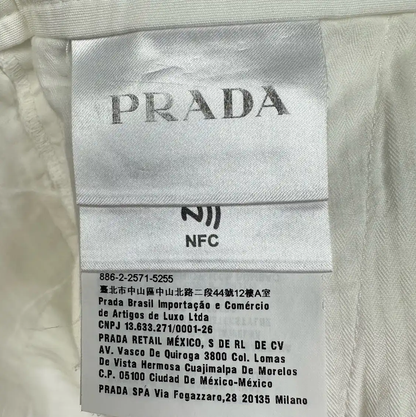 PRADA
NFC
886-2-2571-5255
臺北市中山區中山北路二段44號12樓A室
Prada Brasil Importação e Comércio
de Artigos de Luxo Ltda
CNPJ 13.633.271/0001-26
PRADA RETAIL MÉXICO, S DE RL DE CV
AV. Vasco De Quiroga 3800 Col. Lomas
De Vista Hermosa Cuajimalpa De Morelos
C.P. 05100 Ciudad De México-México
PRADA SPA Via Fogazzaro,28 20135 Milano